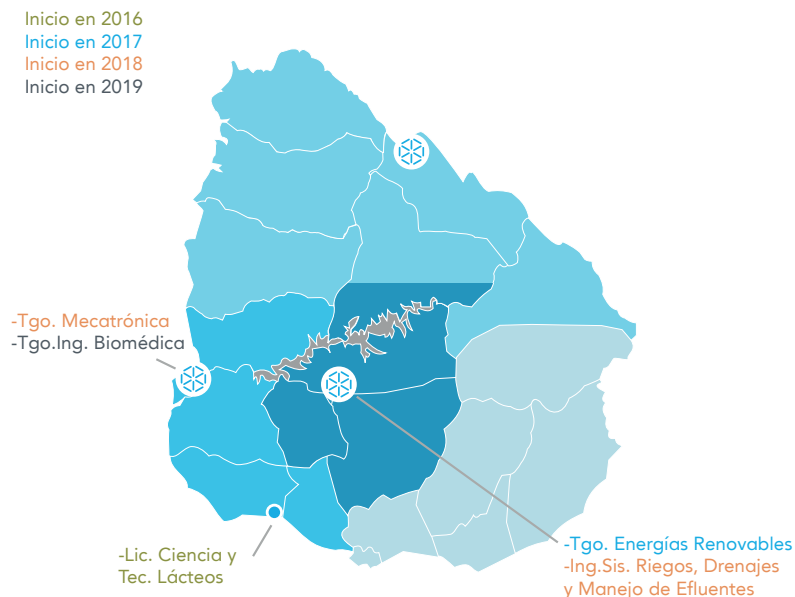 Inicio en 2016
Inicio en 2017
Inicio en 2018
Inicio en 2019
-Tgo. Mecatrónica
-Tgo.Ing. Biomédica
-Lic. Ciencia y
Tec. Lácteos
-Tgo. Energías Renovables
-Ing.Sis. Riegos, Drenajes
y Manejo de Efluentes